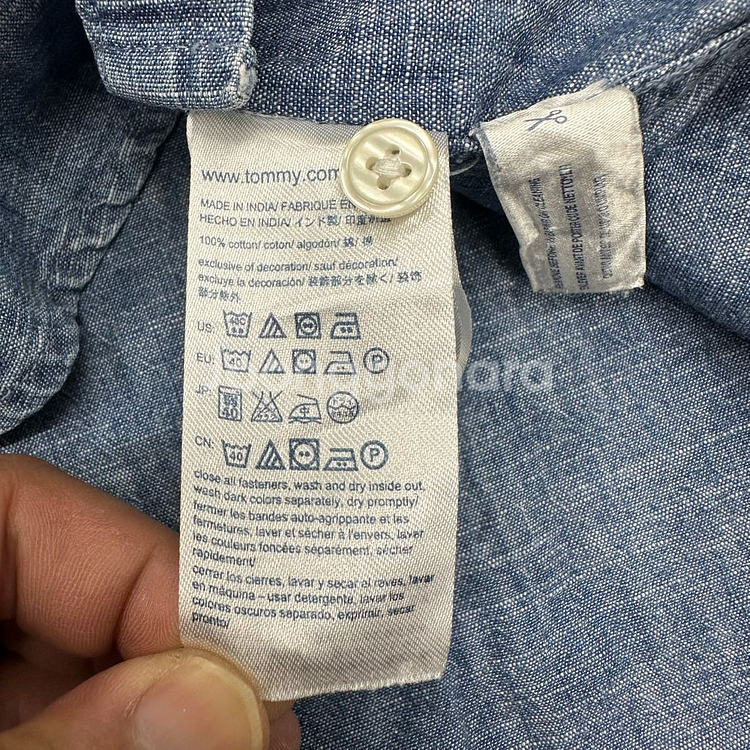 www.tommy.com
MADE IN INDIA/ FABRIQUE EN
HECHO EN INDIA/ インド製/ 印度
100% cotton/ coton/ algodón/ 綿/ 棉
exclusive of decoration/ sauf décoration/
excluye la decoración/ 装飾部分を除く/ 装饰
部分除外
US:
EU: 40
JP: 40
CN: 40
close all fasteners, wash and dry inside out,
wash dark colors separately, dry promptly/
fermer les bandes auto-agrippante et les
fermetures, laver et sécher à l'envers, laver
les couleurs foncées séparément, sécher
rapidement/
cerrar los cierres, lavar y secar al reves, lavar
en máquina – usar detergente, lavar los
colores oscuros separado, exprimir, secar
pronto/